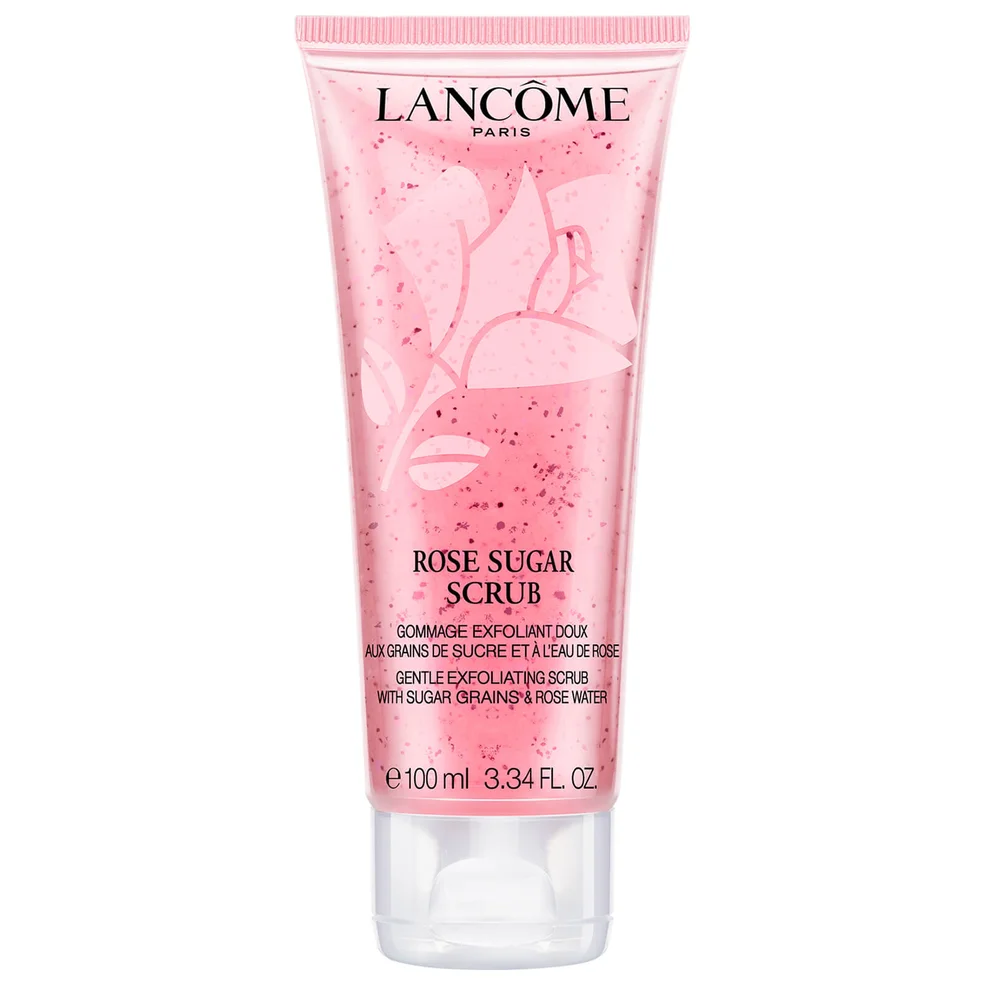 LANCÔME
PARIS
ROSE SUGAR
SCRUB
GOMMAGE EXFOLIANT DOUX
AUX GRAINS DE SUCRE ET À L'EAU DE ROSE
GENTLE EXFOLIATING SCRUB
WITH SUGAR GRAINS & ROSE WATER
℮ 100 ml 3.34 FL. OZ.